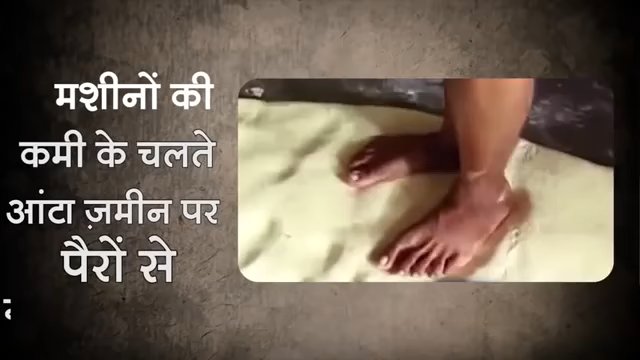 मशीनों की
कमी के चलते
आंटा ज़मीन पर
पैरों से